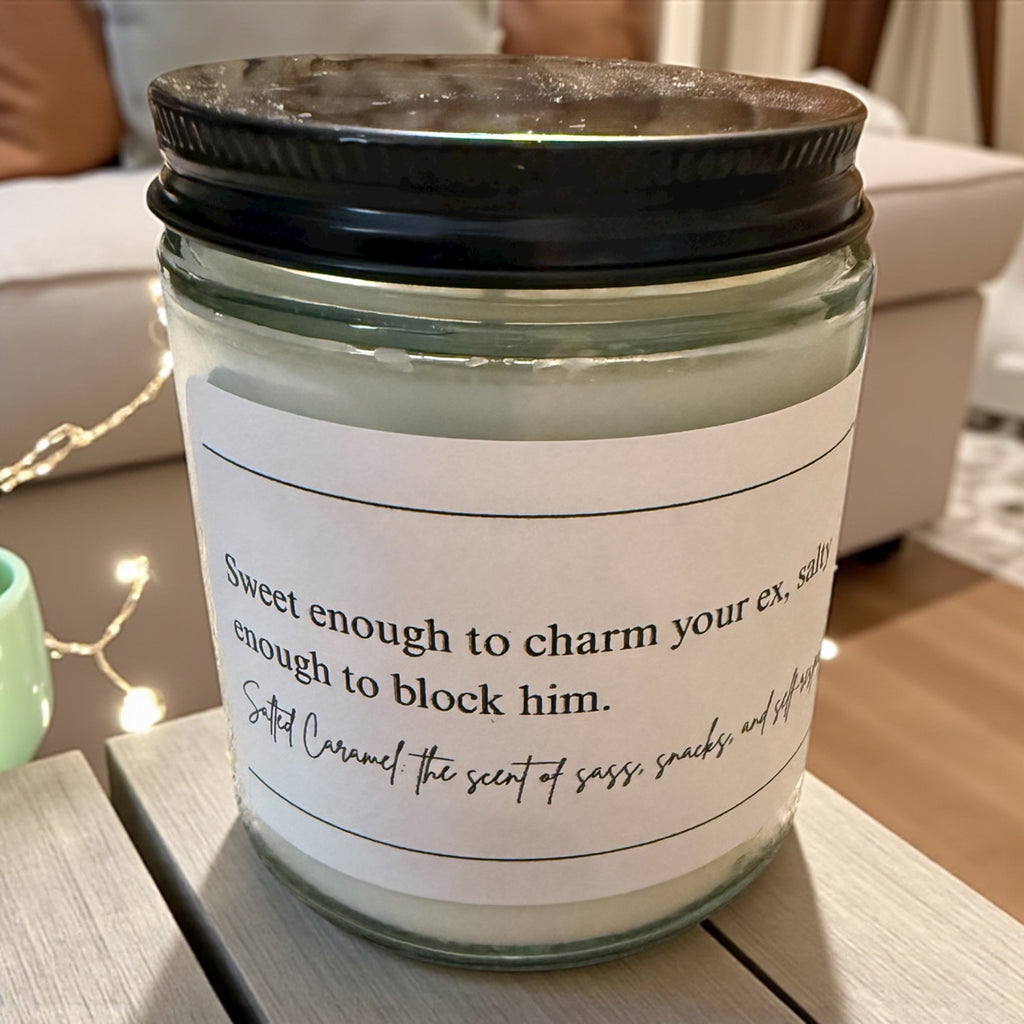 Sweet enough to charm your ex, salty
enough to block him.
Salted Caramel: the scent of sass, snacks, and self